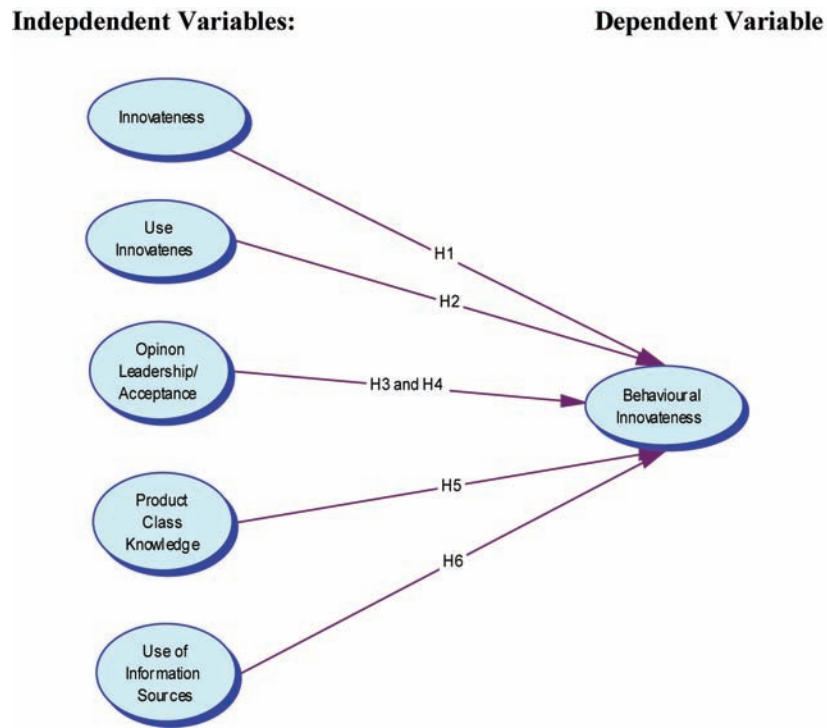 Indepdendent Variables:
Dependent Variable
Innovateness
Use
Innovatenes
H1
H2
Opinon
Leadership/
Acceptance
H3 and H4
Behavioural
Innovateness
Product
Class
Knowledge
H5
H6
Use of
Information
Sources